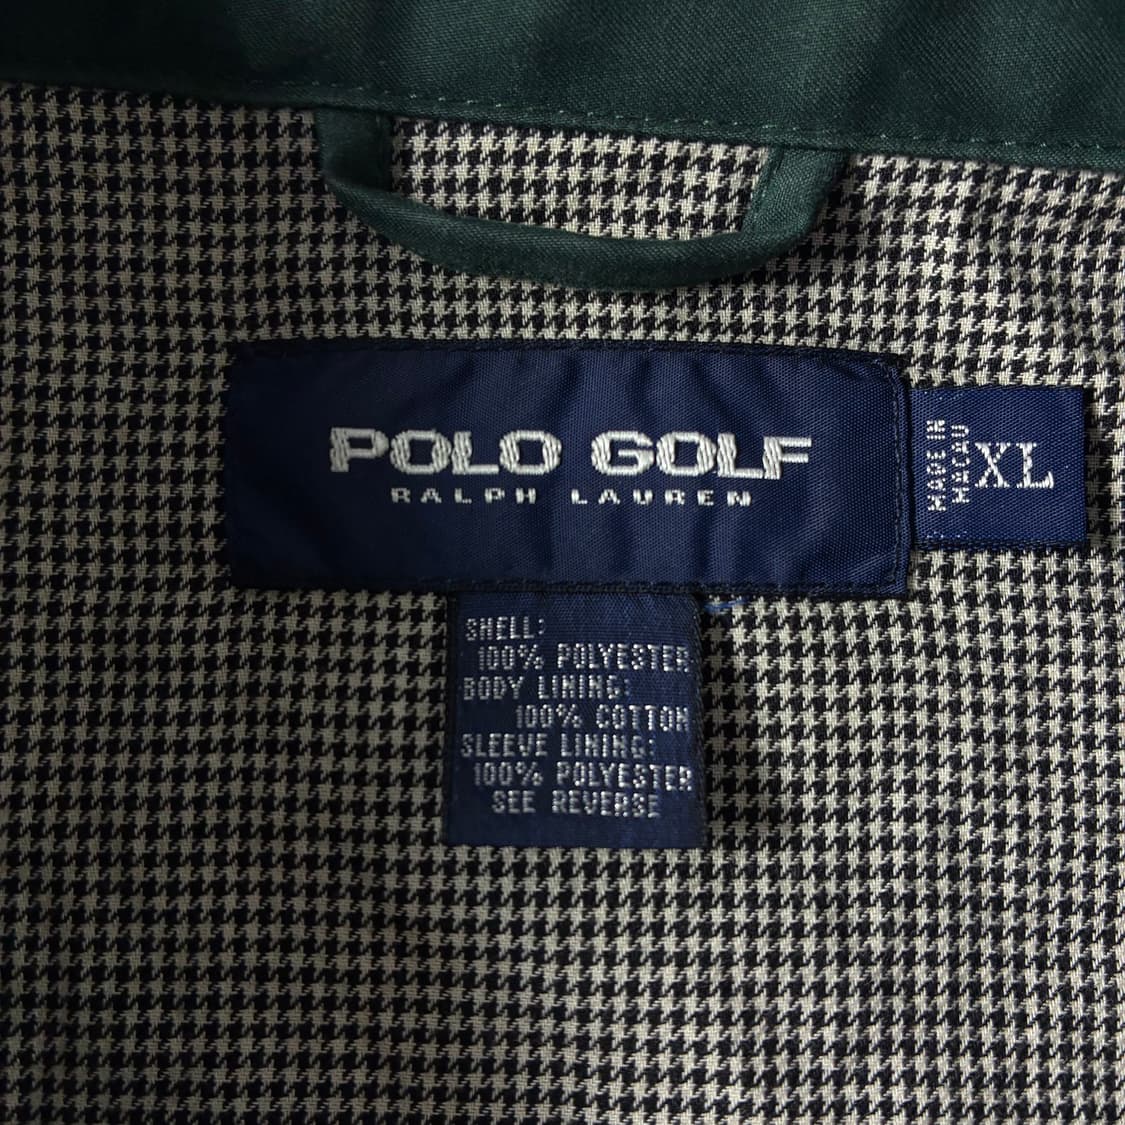 POLO GOLF
RALPH LAUREN
MADE IN
MACAU
XL
SHELL:
100% POLYESTER
BODY LINING:
100% COTTON
SLEEVE LINING:
100% POLYESTER
SEE REVERSE